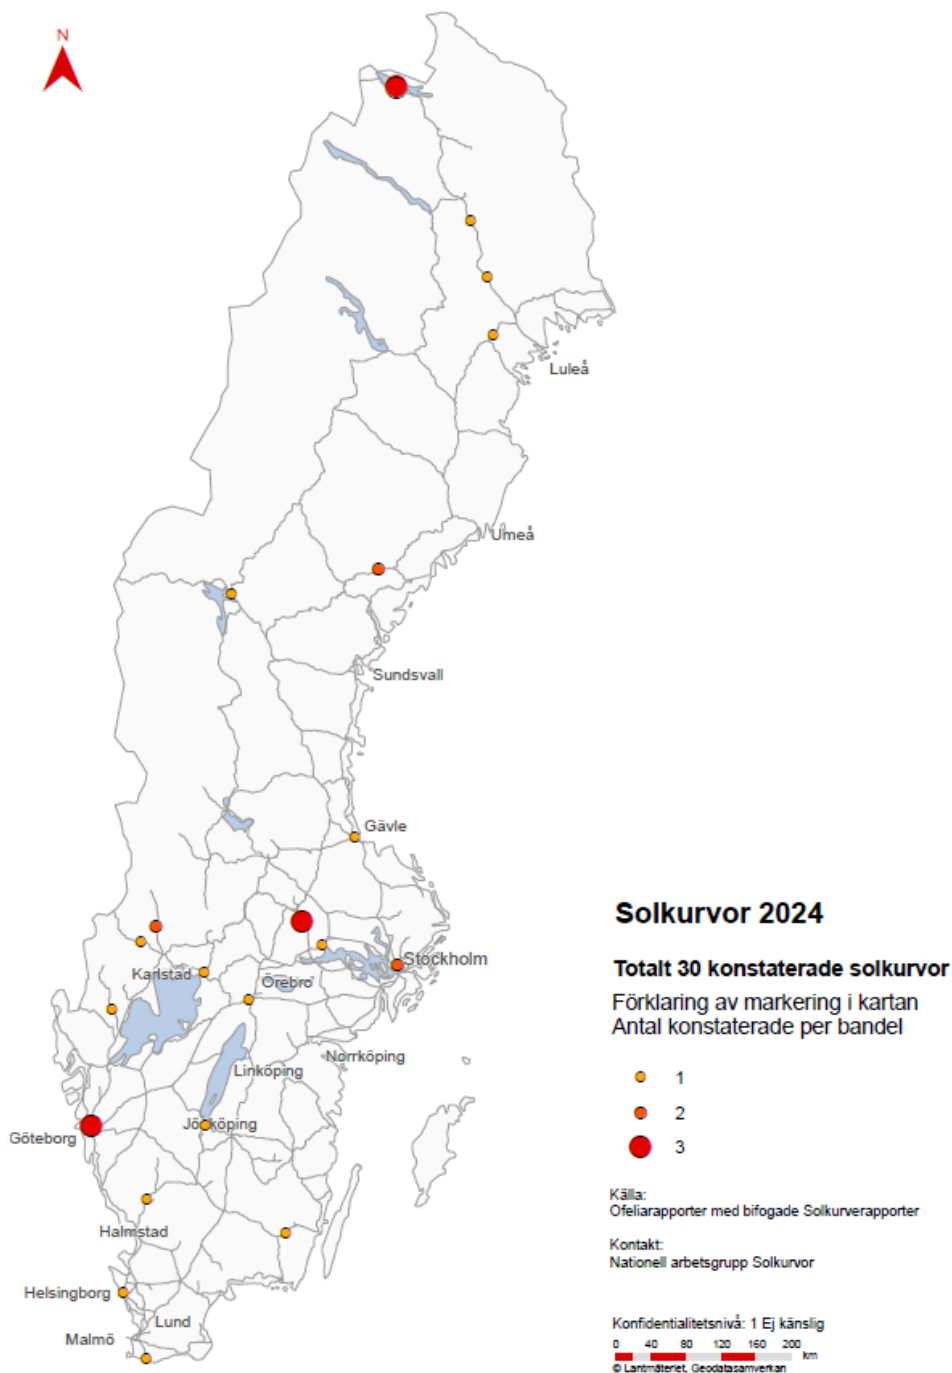 N
Luleå
Umeå
Sundsvall
Gävle
Stockholm
Karlstad
Örebro
Norrköping
Linköping
Jönköping
Göteborg
Halmstad
Helsingborg
Lund
Malmö
Solkurvor 2024
Totalt 30 konstaterade solkurvor
Förklaring av markering i kartan
Antal konstaterade per bandel
1
2
3
Källa:
Ofeliarapporter med bifogade Solkurverapporter
Kontakt:
Nationell arbetsgrupp Solkurvor
Konfidentialitetsnivå: 1 Ej känslig
0 40 80 120 160 200
km
© Lantmäteriet, Geodatasamverkan